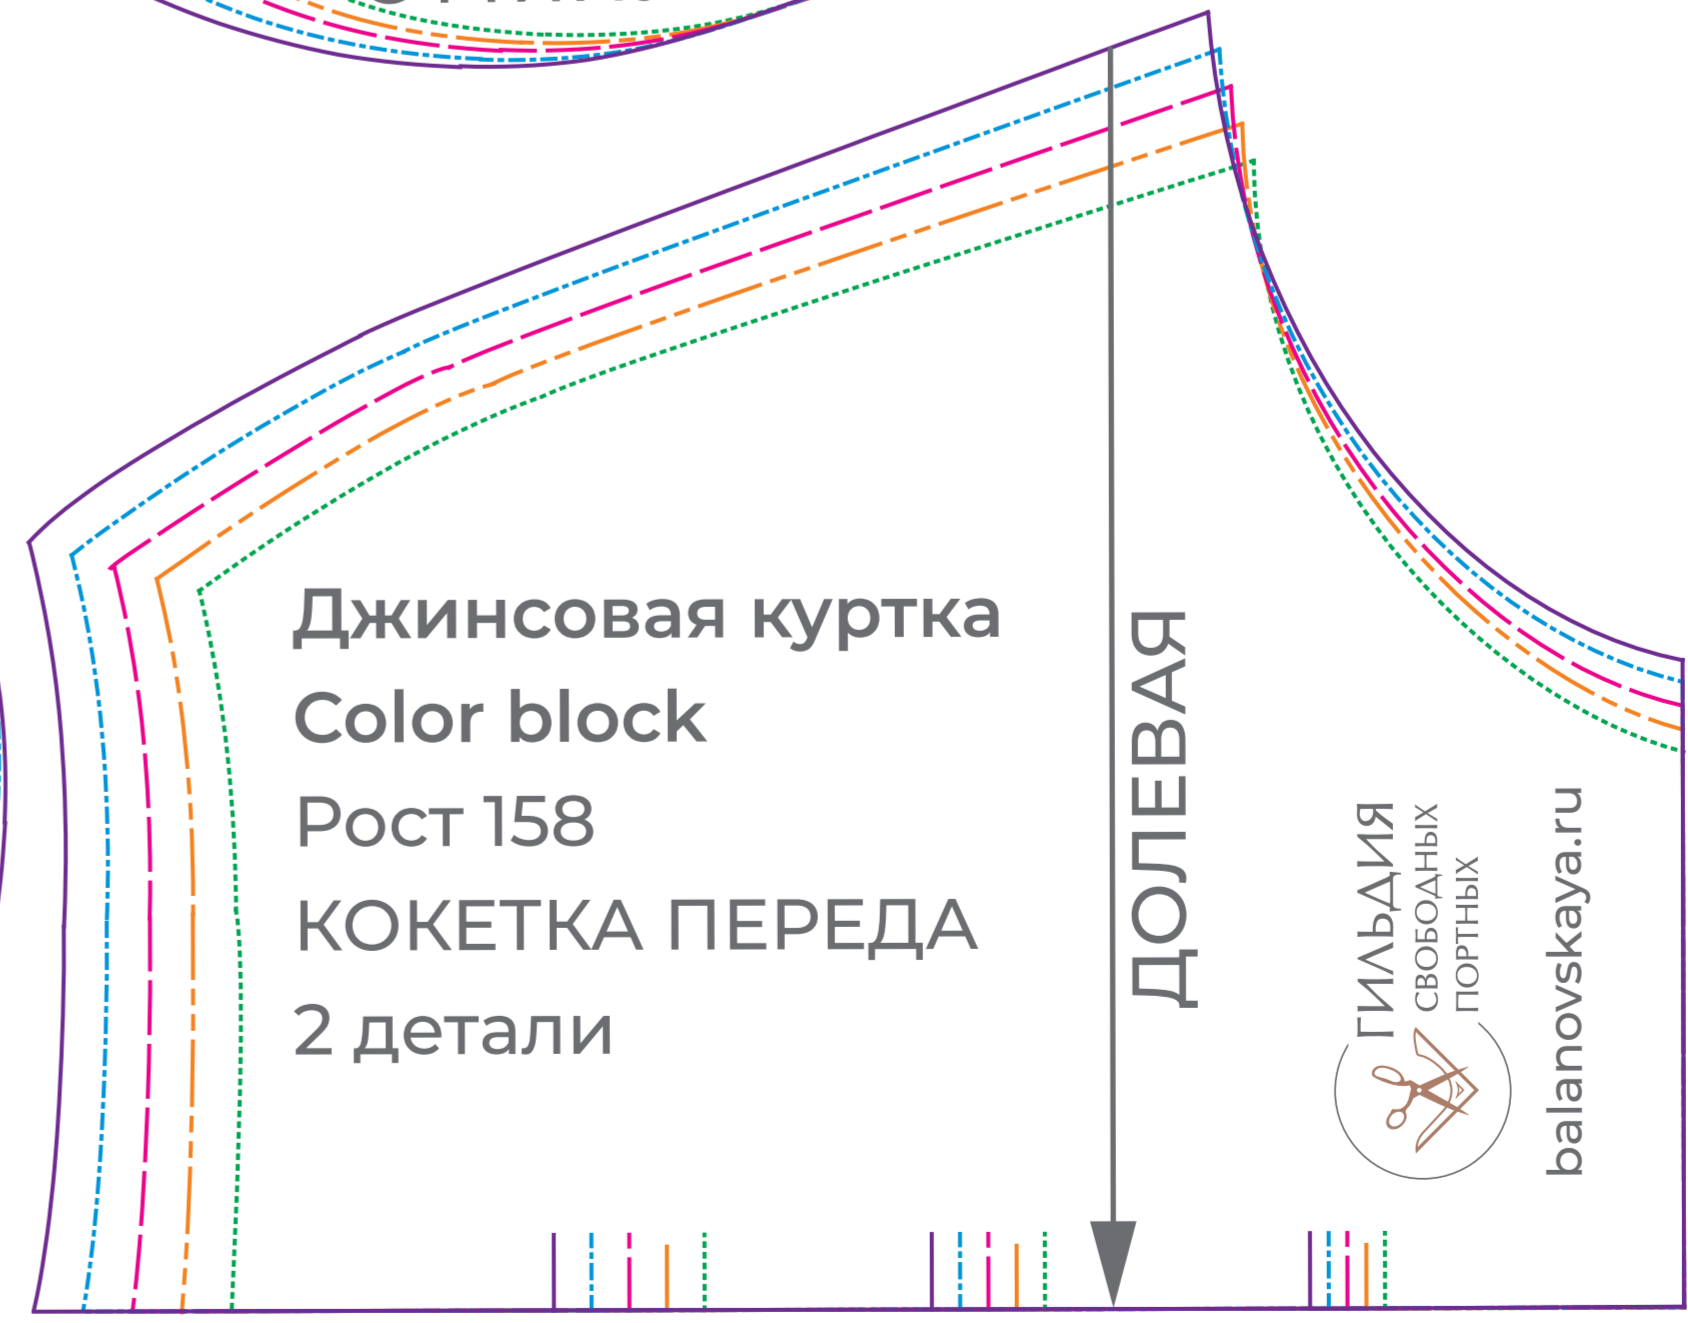 Джинсовая куртка
Color block
Рост 158
КОКЕТКА ПЕРЕДА
2 детали
ДОЛЕВАЯ
ГИЛЬДИЯ
СВОБОДНЫХ
ПОРТНЫХ
balanovskaya.ru